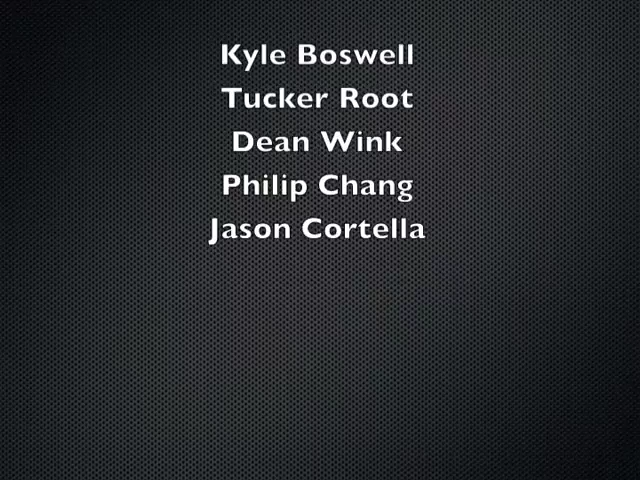 Kyle Boswell
Tucker Root
Dean Wink
Philip Chang
Jason Cortella